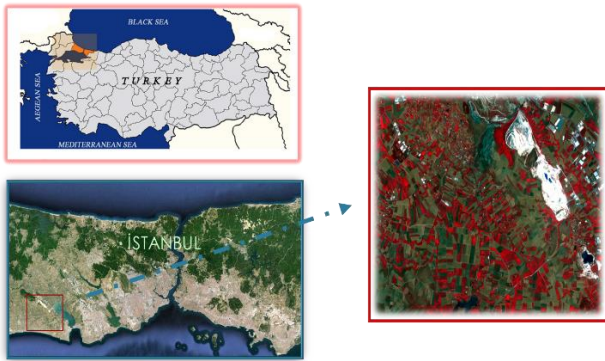 BLACK SEA
TURKEY
AEGEAN SEA
MEDITERRANEAN SEA
İSTANBUL